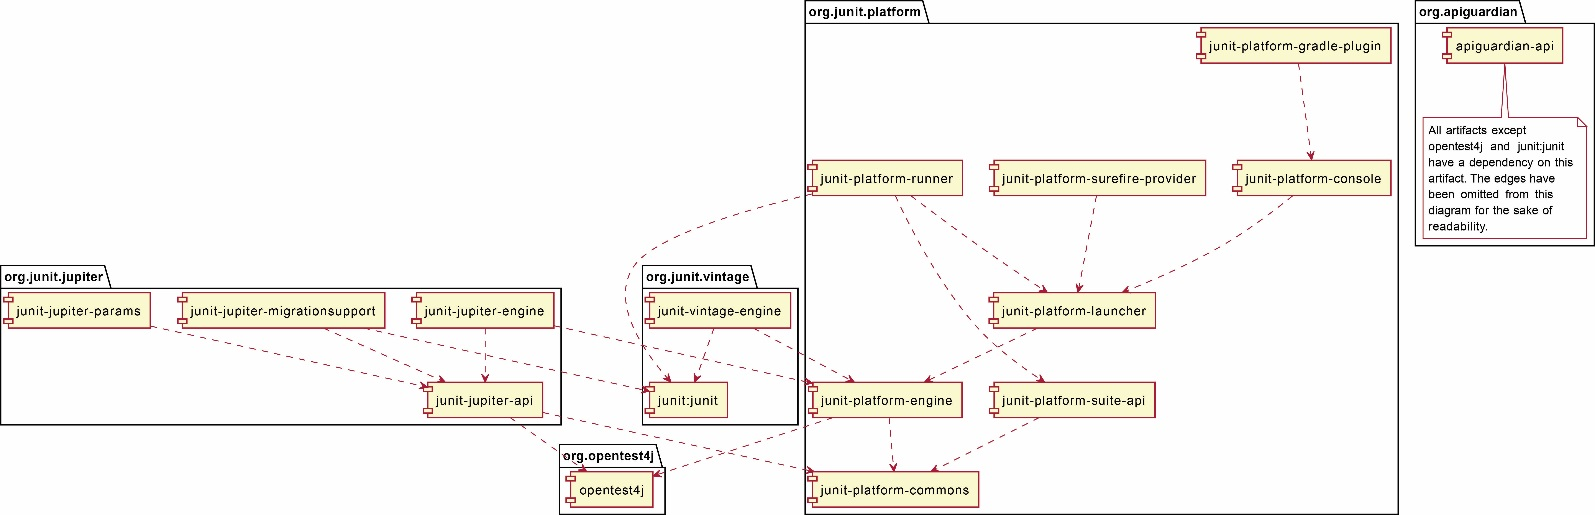 org.junit.platform
org.apiguardian
junit-platform-gradle-plugin
apiguardian-api
All artifacts except
opentest4j and junit:junit
have a dependency on this
artifact. The edges have
been omitted from this
diagram for the sake of
readability.
junit-platform-runner
junit-platform-surefire-provider
junit-platform-console
org.junit.jupiter
org.junit.vintage
junit-jupiter-params
junit-jupiter-migrationsupport
junit-jupiter-engine
junit-vintage-engine
junit-platform-launcher
junit-jupiter-api
junit:junit
junit-platform-engine
junit-platform-suite-api
org.opentest4j
opentest4j
junit-platform-commons